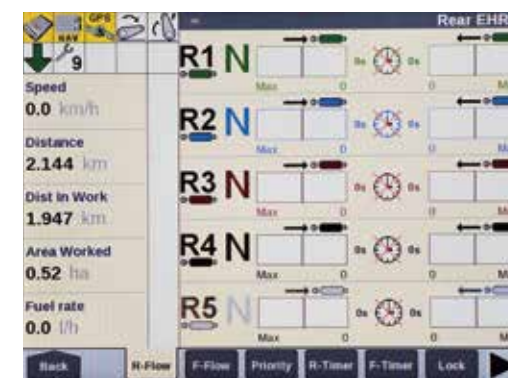 GPS
NAV
- Rear EHR
9
R1 N Max 0 0s 0s 0 M
Speed
0.0 km/h
R2 N Max 0 0s 0s 0 M
Distance
2.144 km
R3 N Max 0 0s 0s 0 M
Dist in Work
1.947 km
R4 N Max 0 0s 0s 0 M
Area Worked
0.52 ha
R5 N Max 0 0s 0s 0 M
Fuel rate
0.0 l/h
Back R-Flow F-Flow Priority R-Timer F-Timer Lock